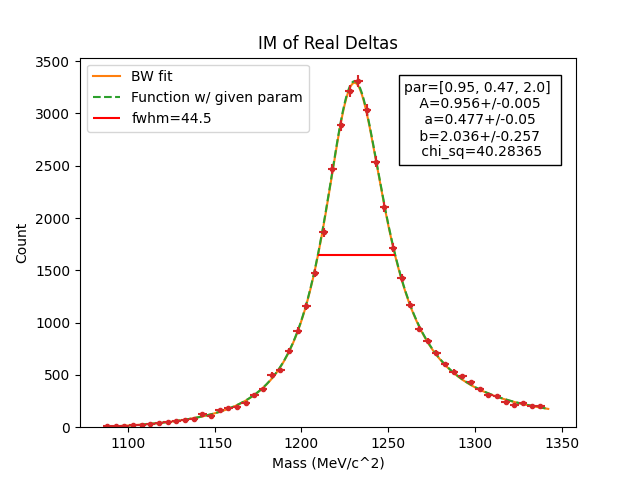 IM of Real Deltas
BW fit
Function w/ given param
fwhm=44.5
par=[0.95, 0.47, 2.0]
A=0.956+/-0.005
a=0.477+/-0.05
b=2.036+/-0.257
chi_sq=40.28365
3500
3000
2500
2000
1500
1000
500
0
Count
1100
1150
1200
1250
1300
1350
Mass (MeV/c^2)